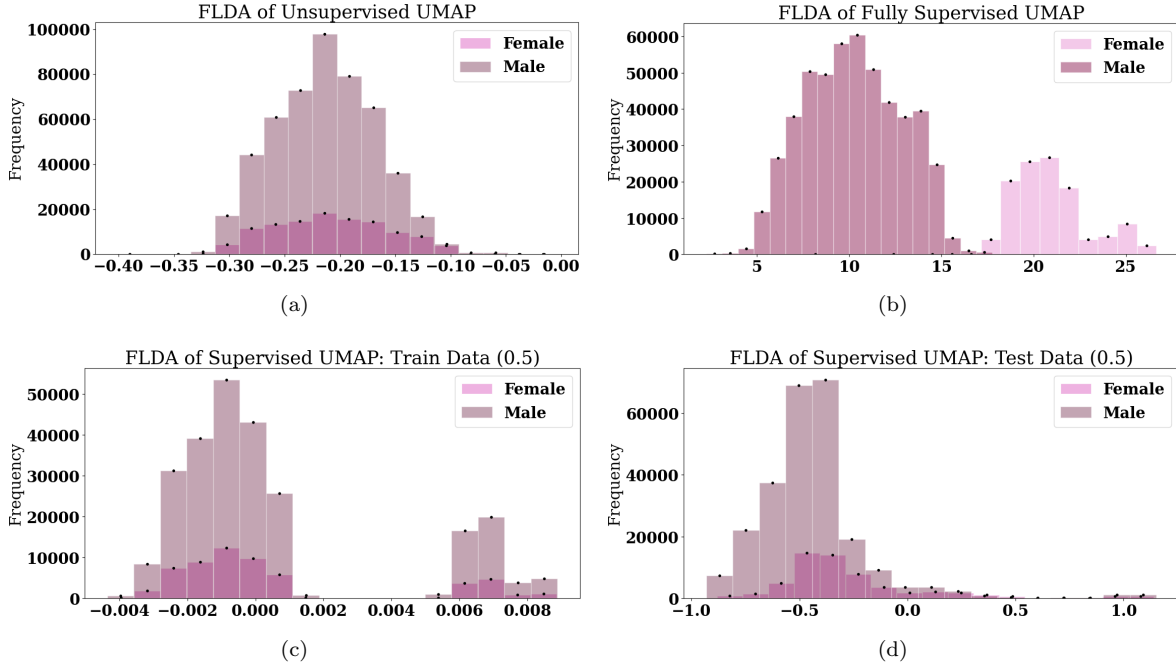 FLDA of Unsupervised UMAP
100000
80000
60000
40000
20000
0
Frequency
Female
Male
−0.40 −0.35 −0.30 −0.25 −0.20 −0.15 −0.10 −0.05 0.00
(a)
FLDA of Fully Supervised UMAP
60000
50000
40000
30000
20000
10000
0
Frequency
Female
Male
5 10 15 20 25
(b)
FLDA of Supervised UMAP: Train Data (0.5)
50000
40000
30000
20000
10000
0
Frequency
Female
Male
−0.004 −0.002 0.000 0.002 0.004 0.006 0.008
(c)
FLDA of Supervised UMAP: Test Data (0.5)
60000
40000
20000
0
Frequency
Female
Male
−1.0 −0.5 0.0 0.5 1.0
(d)